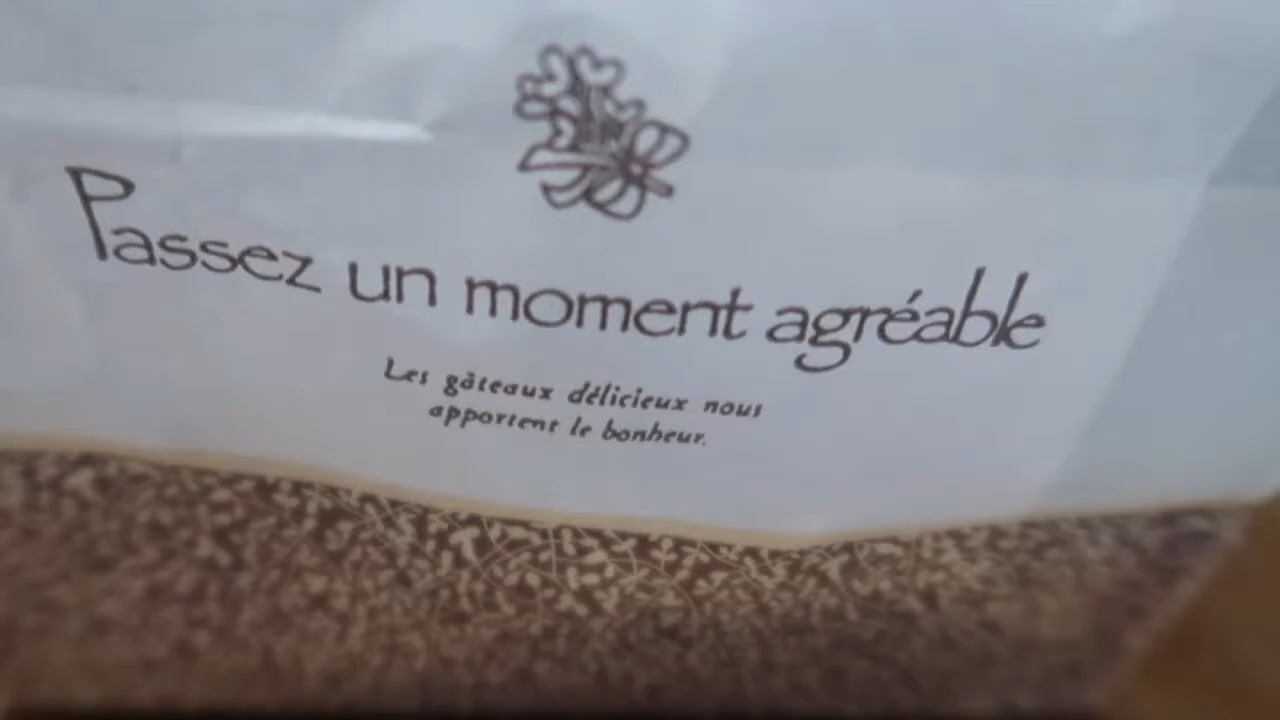 Passez un moment agréable
Les gâteaux délicieux nous
apportent le bonheur.